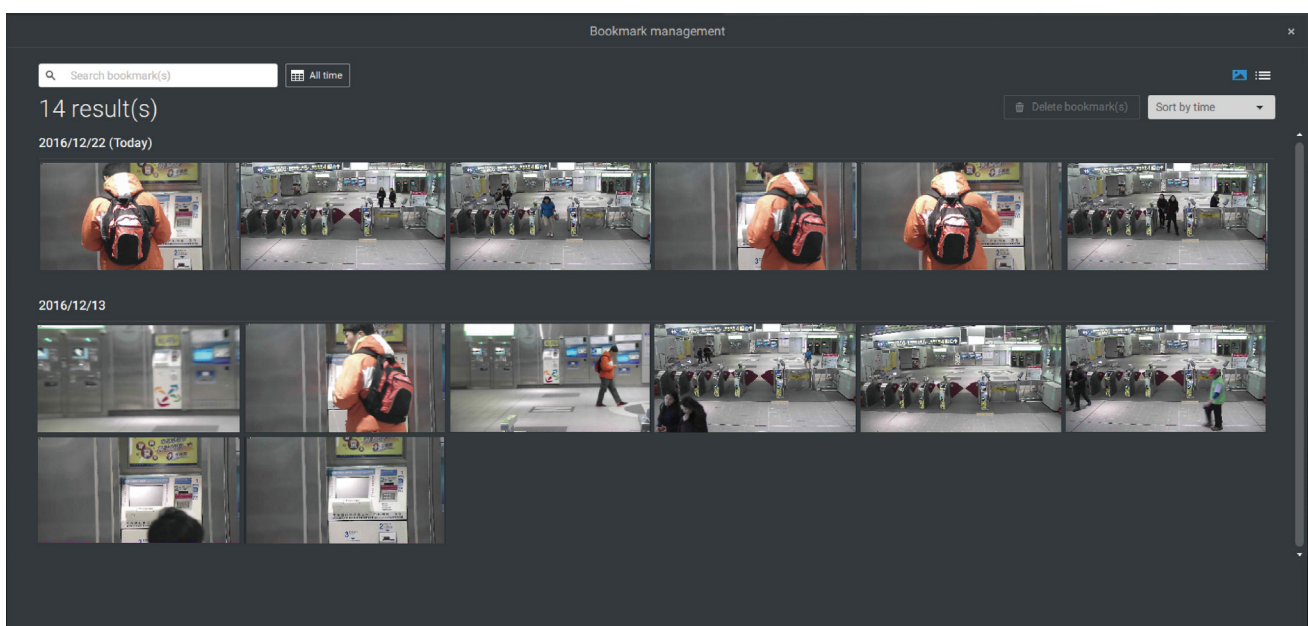 Bookmark management
Search bookmark(s)
All time
14 result(s)
Delete bookmark(s)
Sort by time
2016/12/22 (Today)
2016/12/13